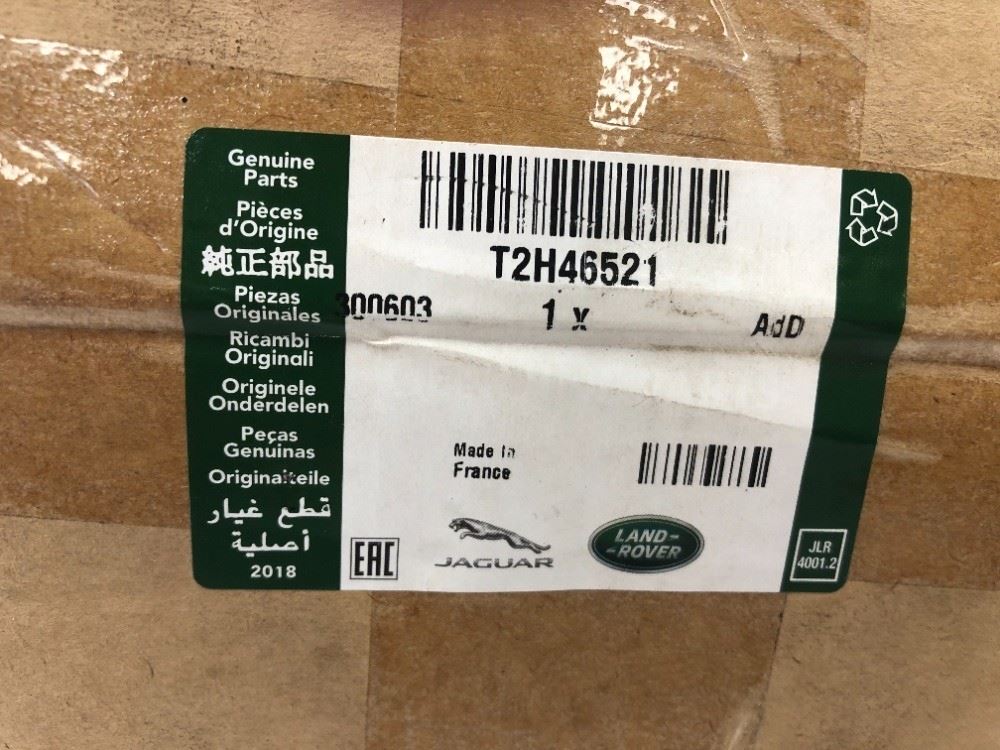 Genuine
Parts
Pièces
d'Origine
純正部品
Piezas
Originales
Ricambi
Originali
Originele
Onderdelen
Peças
Genuínas
Originalteile
قطع غيار
أصلية
2018
T2H46521
300603
1 x
AdD
Made In
France
EAC
JAGUAR
LAND-
-ROVER
JLR
4001.2